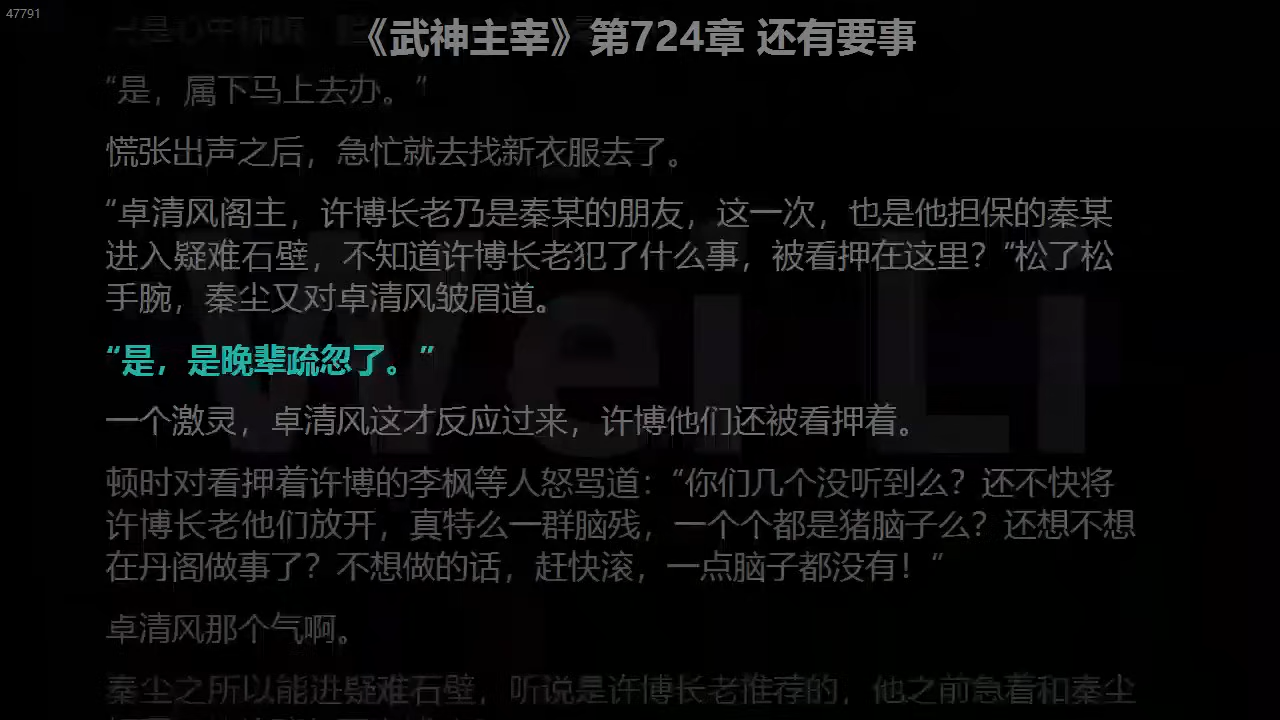 47791
《武神主宰》第724章 还有要事
“是，属下马上去办。”
慌张出声之后，急忙就去找新衣服去了。
“卓清风阁主，许博长老乃是秦某的朋友，这一次，也是他担保的秦某
进入疑难石壁，不知道许博长老犯了什么事，被看押在这里？”松了松
手腕，秦尘又对卓清风皱眉道。
“是，是晚辈疏忽了。”
一个激灵，卓清风这才反应过来，许博他们还被看押着。
顿时对看押着许博的李枫等人怒骂道：“你们几个没听到么？还不快将
许博长老他们放开，真特么一群脑残，一个个都是猪脑子么？还想不想
在丹阁做事了？不想做的话，赶快滚，一点脑子都没有！”
卓清风那个气啊。
秦尘之所以能进疑难石壁，听说是许博长老推荐的，他之前急着和秦尘
Wei Li